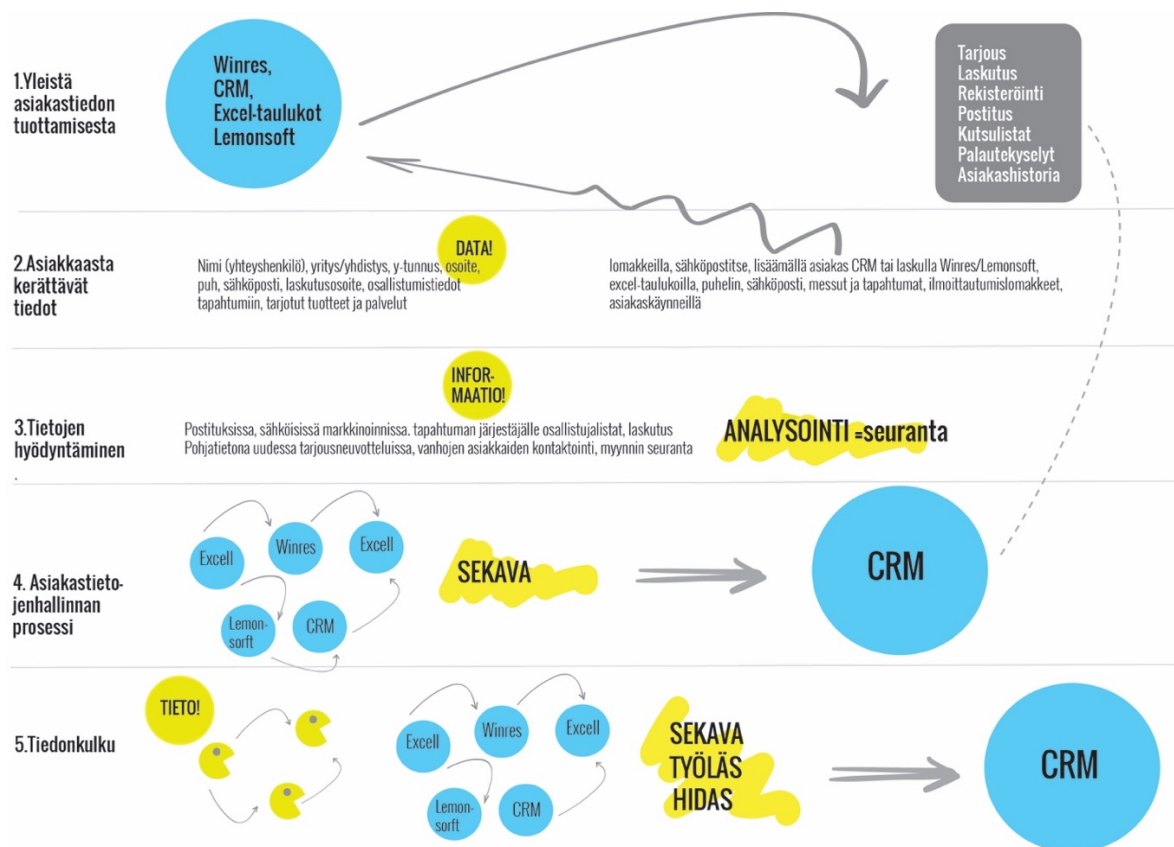 1.Yleistä
asiakastiedon
tuottamisesta
Winres,
CRM,
Excel-taulukot
Lemonsoft
Tarjous
Laskutus
Rekisteröinti
Postitus
Kutsulistat
Palautekyselyt
Asiakashistoria
2.Asiakkaasta
kerättävät
tiedot
DATA!
Nimi (yhteyshenkilö), yritys/yhdistys, y-tunnus, osoite,
puh, sähköposti, laskutusosoite, osallistumistiedot
tapahtumiin, tarjotut tuotteet ja palvelut
lomakkeilla, sähköpostitse, lisäämällä asiakas CRM tai laskulla Winres/Lemonsoft,
excel-taulukoilla, puhelin, sähköposti, messut ja tapahtumat, ilmoittautumislomakkeet,
asiakaskäynneillä
3.Tietojen
hyödyntäminen
.
INFOR-
MAATIO!
Postituksissa, sähköisissä markkinoinnissa. tapahtuman järjestäjälle osallistujalistat, laskutus
Pohjatietona uudessa tarjousneuvotteluissa, vanhojen asiakkaiden kontaktointi, myynnin seuranta
ANALYSOINTI =seuranta
4. Asiakastieto-
jenhallinnan
prosessi
Excell
Winres
Excell
Lemon-
sorft
CRM
SEKAVA
CRM
5.Tiedonkulku
TIETO!
Excell
Winres
Excell
Lemon-
sorft
CRM
SEKAVA
TYÖLÄS
HIDAS
CRM